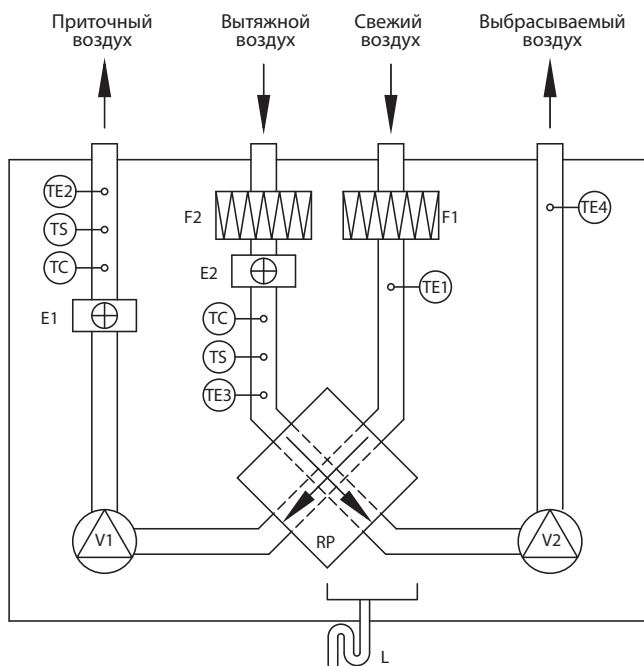 Приточный
воздух
Вытяжной
воздух
Свежий
воздух
Выбрасываемый
воздух
TE2
TS
TC
E1
F2
F1
TE4
E2
TE1
TC
TS
TE3
V1
RP
V2
L